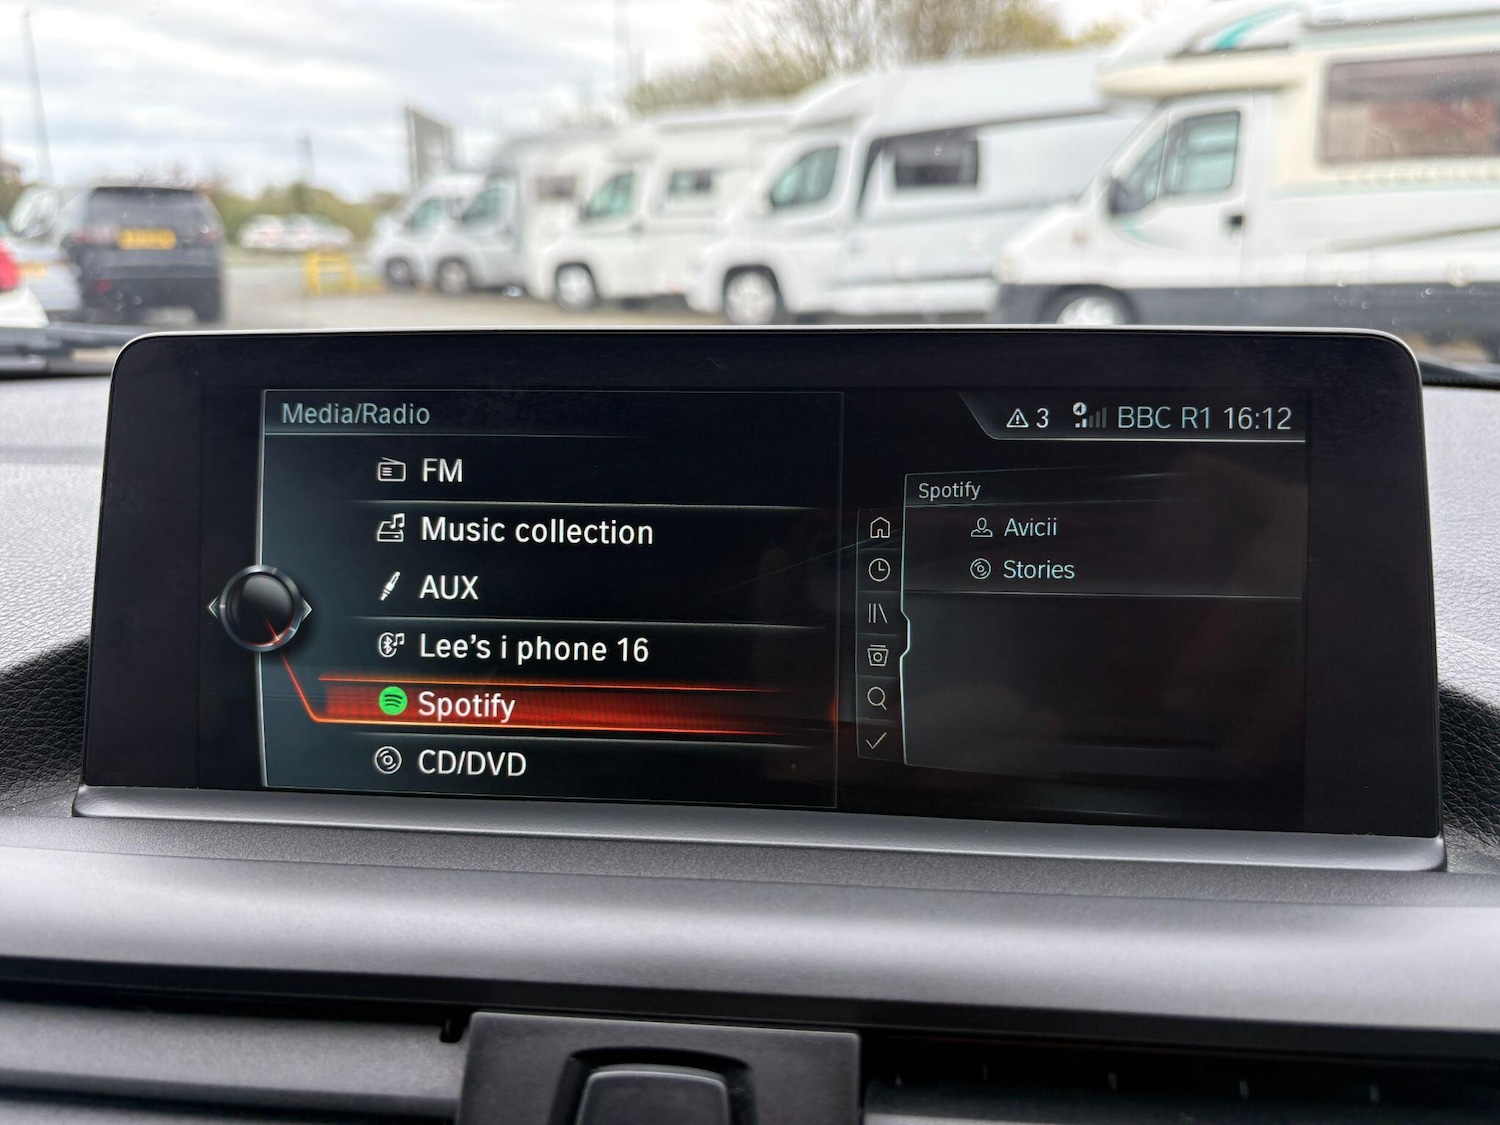 Media/Radio
3 BBC R1 16:12
FM
Music collection
AUX
Lee's i phone 16
Spotify
CD/DVD
Spotify
Avicii
Stories